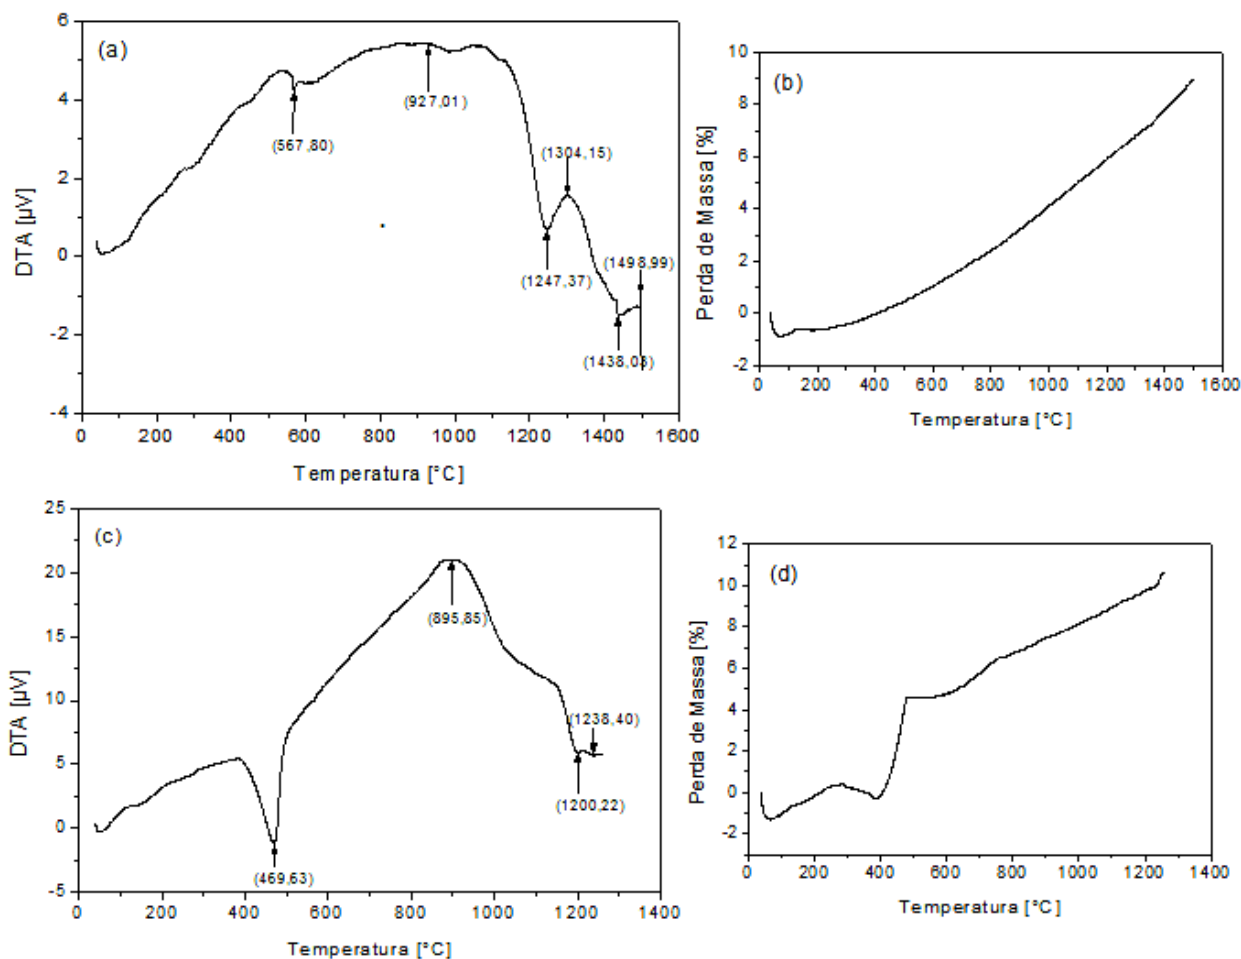 (a)
6
4
2
0
-2
-4
DTA [µV]
(567,80)
(927,01)
(1304,15)
(1247,37)
(1498,99)
(1438,03)
0 200 400 600 800 1000 1200 1400 1600
Temperatura [°C]
(b)
10
8
6
4
2
0
-2
Perda de Massa [%]
0 200 400 600 800 1000 1200 1400 1600
Temperatura [°C]
(c)
25
20
15
10
5
0
-5
DTA [µV]
(895,85)
(1238,40)
(1200,22)
(469,63)
0 200 400 600 800 1000 1200 1400
Temperatura [°C]
(d)
12
10
8
6
4
2
0
-2
Perda de Massa [%]
0 200 400 600 800 1000 1200 1400
Temperatura [°C]